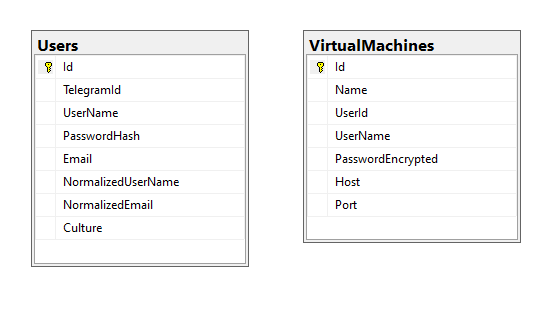 Users
Id
TelegramId
UserName
PasswordHash
Email
NormalizedUserName
NormalizedEmail
Culture
VirtualMachines
Id
Name
UserId
UserName
PasswordEncrypted
Host
Port